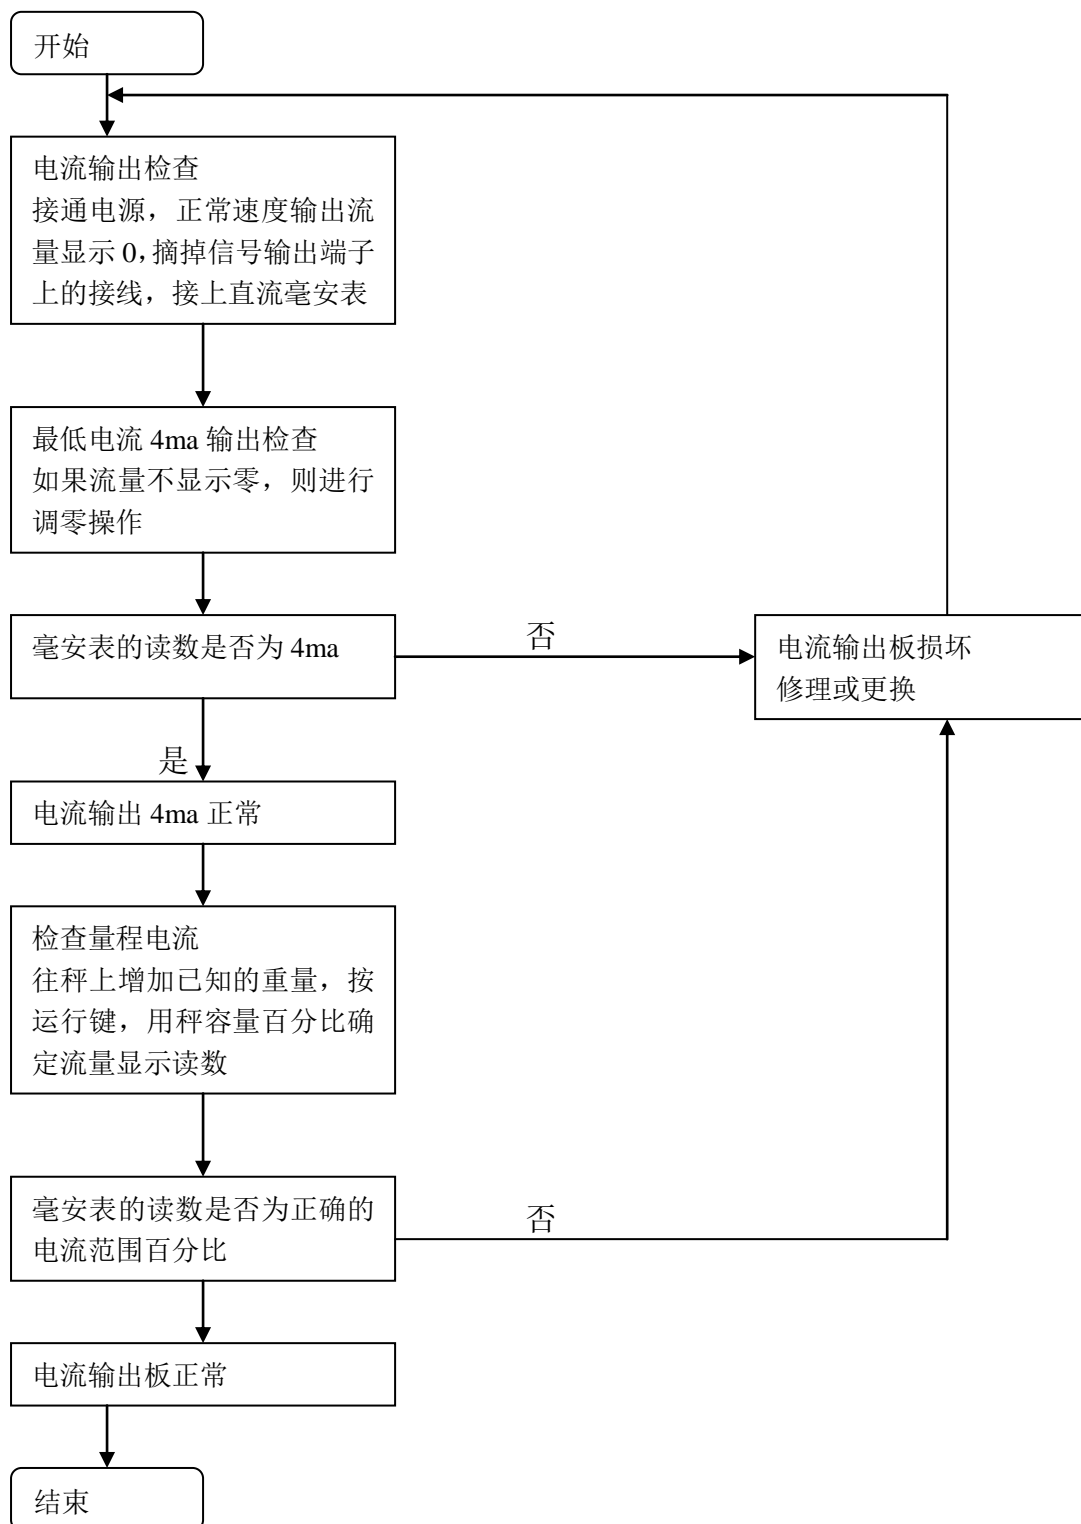 开始
电流输出检查
接通电源，正常速度输出流
量显示 0，摘掉信号输出端子
上的接线，接上直流毫安表
最低电流 4ma 输出检查
如果流量不显示零，则进行
调零操作
毫安表的读数是否为 4ma
否
电流输出板损坏
修理或更换
是
电流输出 4ma 正常
检查量程电流
往秤上增加已知的重量，按
运行键，用秤容量百分比确
定流量显示读数
毫安表的读数是否为正确的
电流范围百分比
否
电流输出板正常
结束